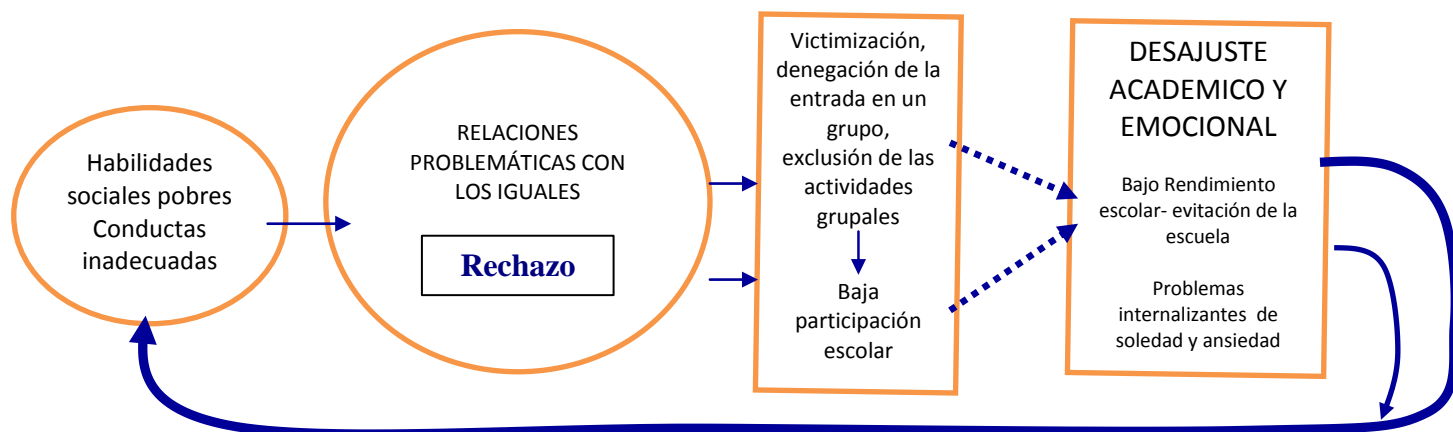 Habilidades
sociales pobres
Conductas
inadecuadas
RELACIONES
PROBLEMÁTICAS CON
LOS IGUALES
Rechazo
Victimización,
denegación de la
entrada en un
grupo,
exclusión de las
actividades
grupales
Baja
participación
escolar
DESAJUSTE
ACADEMICO Y
EMOCIONAL
Bajo Rendimiento
escolar- evitación de la
escuela
Problemas
internalizantes de
soledad y ansiedad